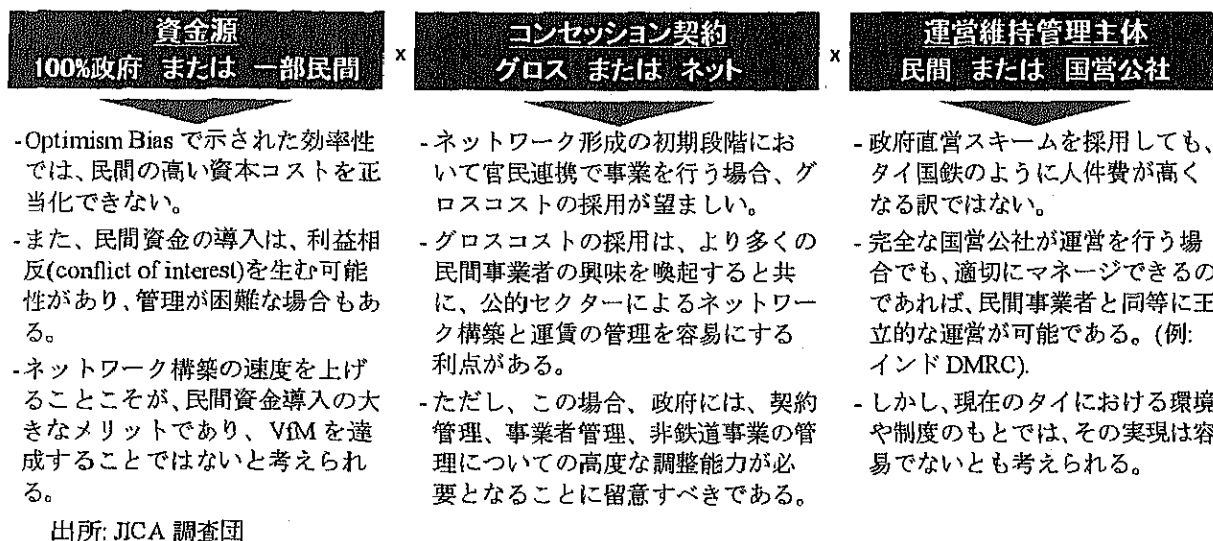 資金源
100%政府 または 一部民間
x
コンセッション契約
グロス または ネット
x
運営維持管理主体
民間 または 国営公社
-Optimism Bias で示された効率性
では、民間の高い資本コストを正
当化できない。
-また、民間資金の導入は、利益相
反(conflict of interest)を生む可能
性があり、管理が困難な場合もあ
る。
-ネットワーク構築の速度を上げ
ることこそが、民間資金導入の大
きなメリットであり、VfM を達
成することではないと考えられ
る。
-ネットワーク形成の初期段階にお
いて官民連携で事業を行う場合、グ
ロスコストの採用が望ましい。
-グロスコストの採用は、より多くの
民間事業者の興味を喚起すると共
に、公的セクターによるネットワー
ク構築と運賃の管理を容易にする
利点がある。
-ただし、この場合、政府には、契約
管理、事業者管理、非鉄道事業の管
理についての高度な調整能力が必
要となることに留意すべきである。
-政府直営スキームを採用しても、
タイ国鉄のように人件費が高く
なる訳ではない。
-完全な国営公社が運営を行う場
合でも、適切にマネージできるの
であれば、民間事業者と同等に王
立的な運営が可能である。(例:
インド DMRC).
-しかし、現在のタイにおける環境
や制度のもとでは、その実現は容
易でないとも考えられる。
出所: JICA 調査団